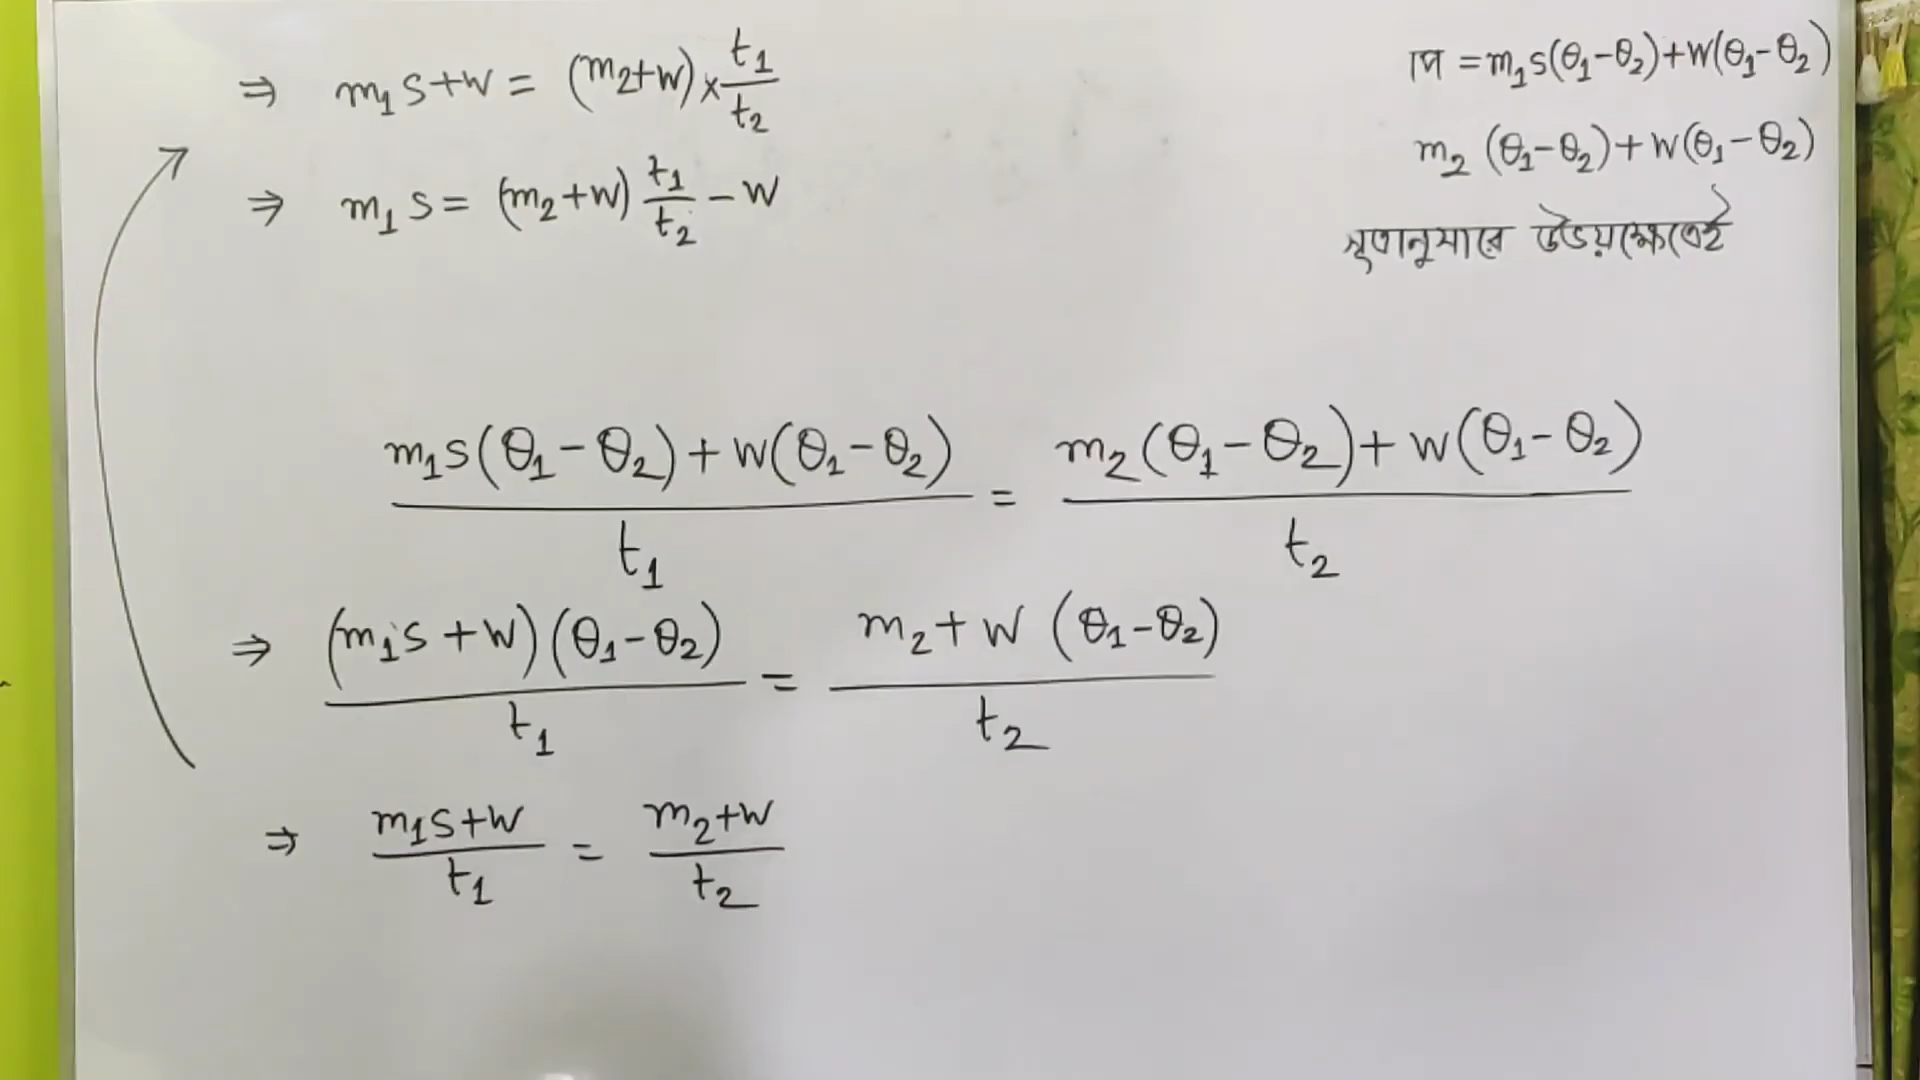 ⇒ m₁s+w = (m₂+w)×t₁/t₂
⇒ m₁s = (m₂+w) t₁/t₂ − w
= m₁s(θ₁−θ₂)+w(θ₁−θ₂)
m₂ (θ₁−θ₂)+w(θ₁−θ₂)
সূত্রানুসারে উভয়ক্ষেত্রেই
(m₁s(θ₁−θ₂)+w(θ₁−θ₂))/t₁ = (m₂(θ₁−θ₂)+w(θ₁−θ₂))/t₂
⇒ (m₁s+w)(θ₁−θ₂)/t₁ = m₂+w (θ₁−θ₂)/t₂
⇒ (m₁s+w)/t₁ = (m₂+w)/t₂